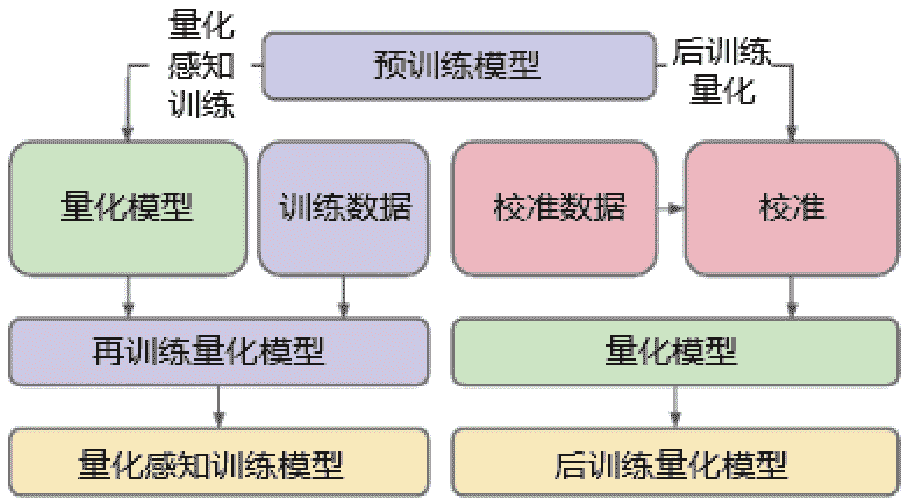 量化
感知
训练
预训练模型
后训练
量化
量化模型
训练数据
校准数据
校准
再训练量化模型
量化模型
量化感知训练模型
后训练量化模型